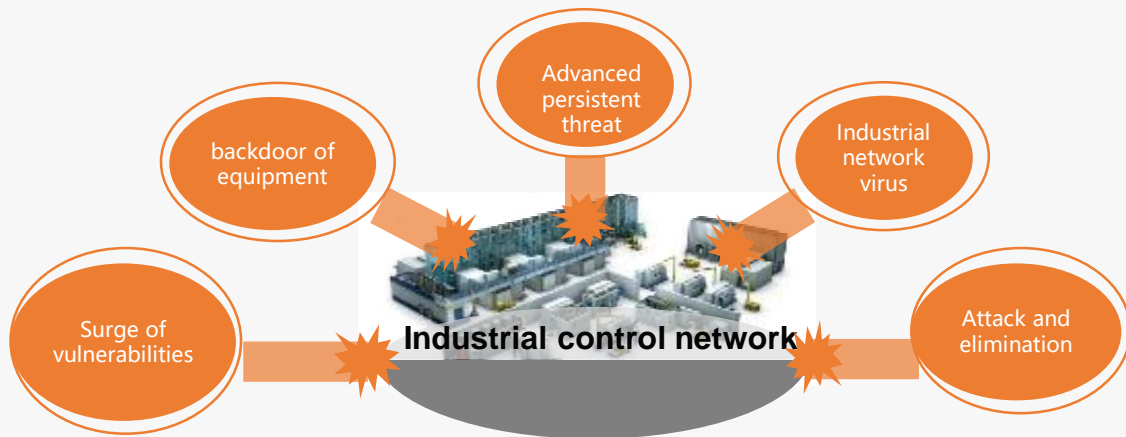 Advanced
persistent
threat
backdoor of
equipment
Industrial
network
virus
Surge of
vulnerabilities
Industrial control network
Attack and
elimination